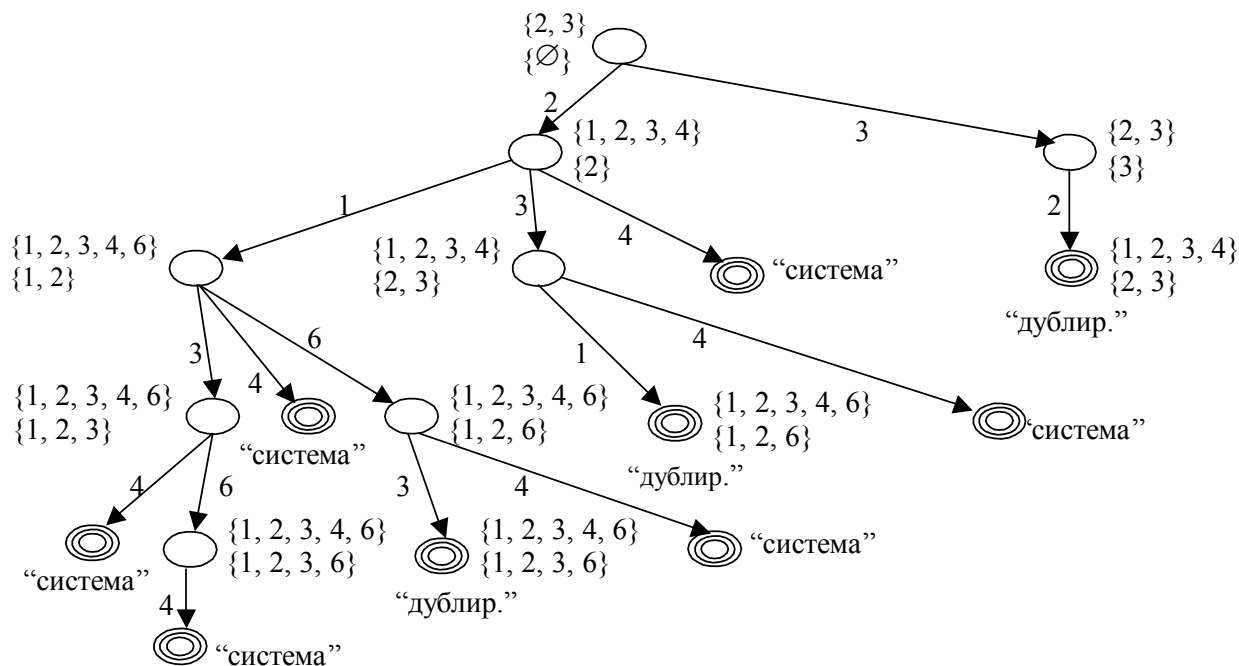 {2, 3}
{∅}
2
3
{1, 2, 3, 4}
{2}
{2, 3}
{3}
1
3
4
2
{1, 2, 3, 4, 6}
{1, 2}
{1, 2, 3, 4}
{2, 3}
“система”
{1, 2, 3, 4}
{2, 3}
“дублир.”
3
4
6
1
4
{1, 2, 3, 4, 6}
{1, 2, 3}
“система”
{1, 2, 3, 4, 6}
{1, 2, 6}
{1, 2, 3, 4, 6}
{1, 2, 6}
“дублир.”
“система”
4
6
3
4
“система”
{1, 2, 3, 4, 6}
{1, 2, 3, 6}
{1, 2, 3, 4, 6}
{1, 2, 3, 6}
“дублир.”
“система”
4
“система”